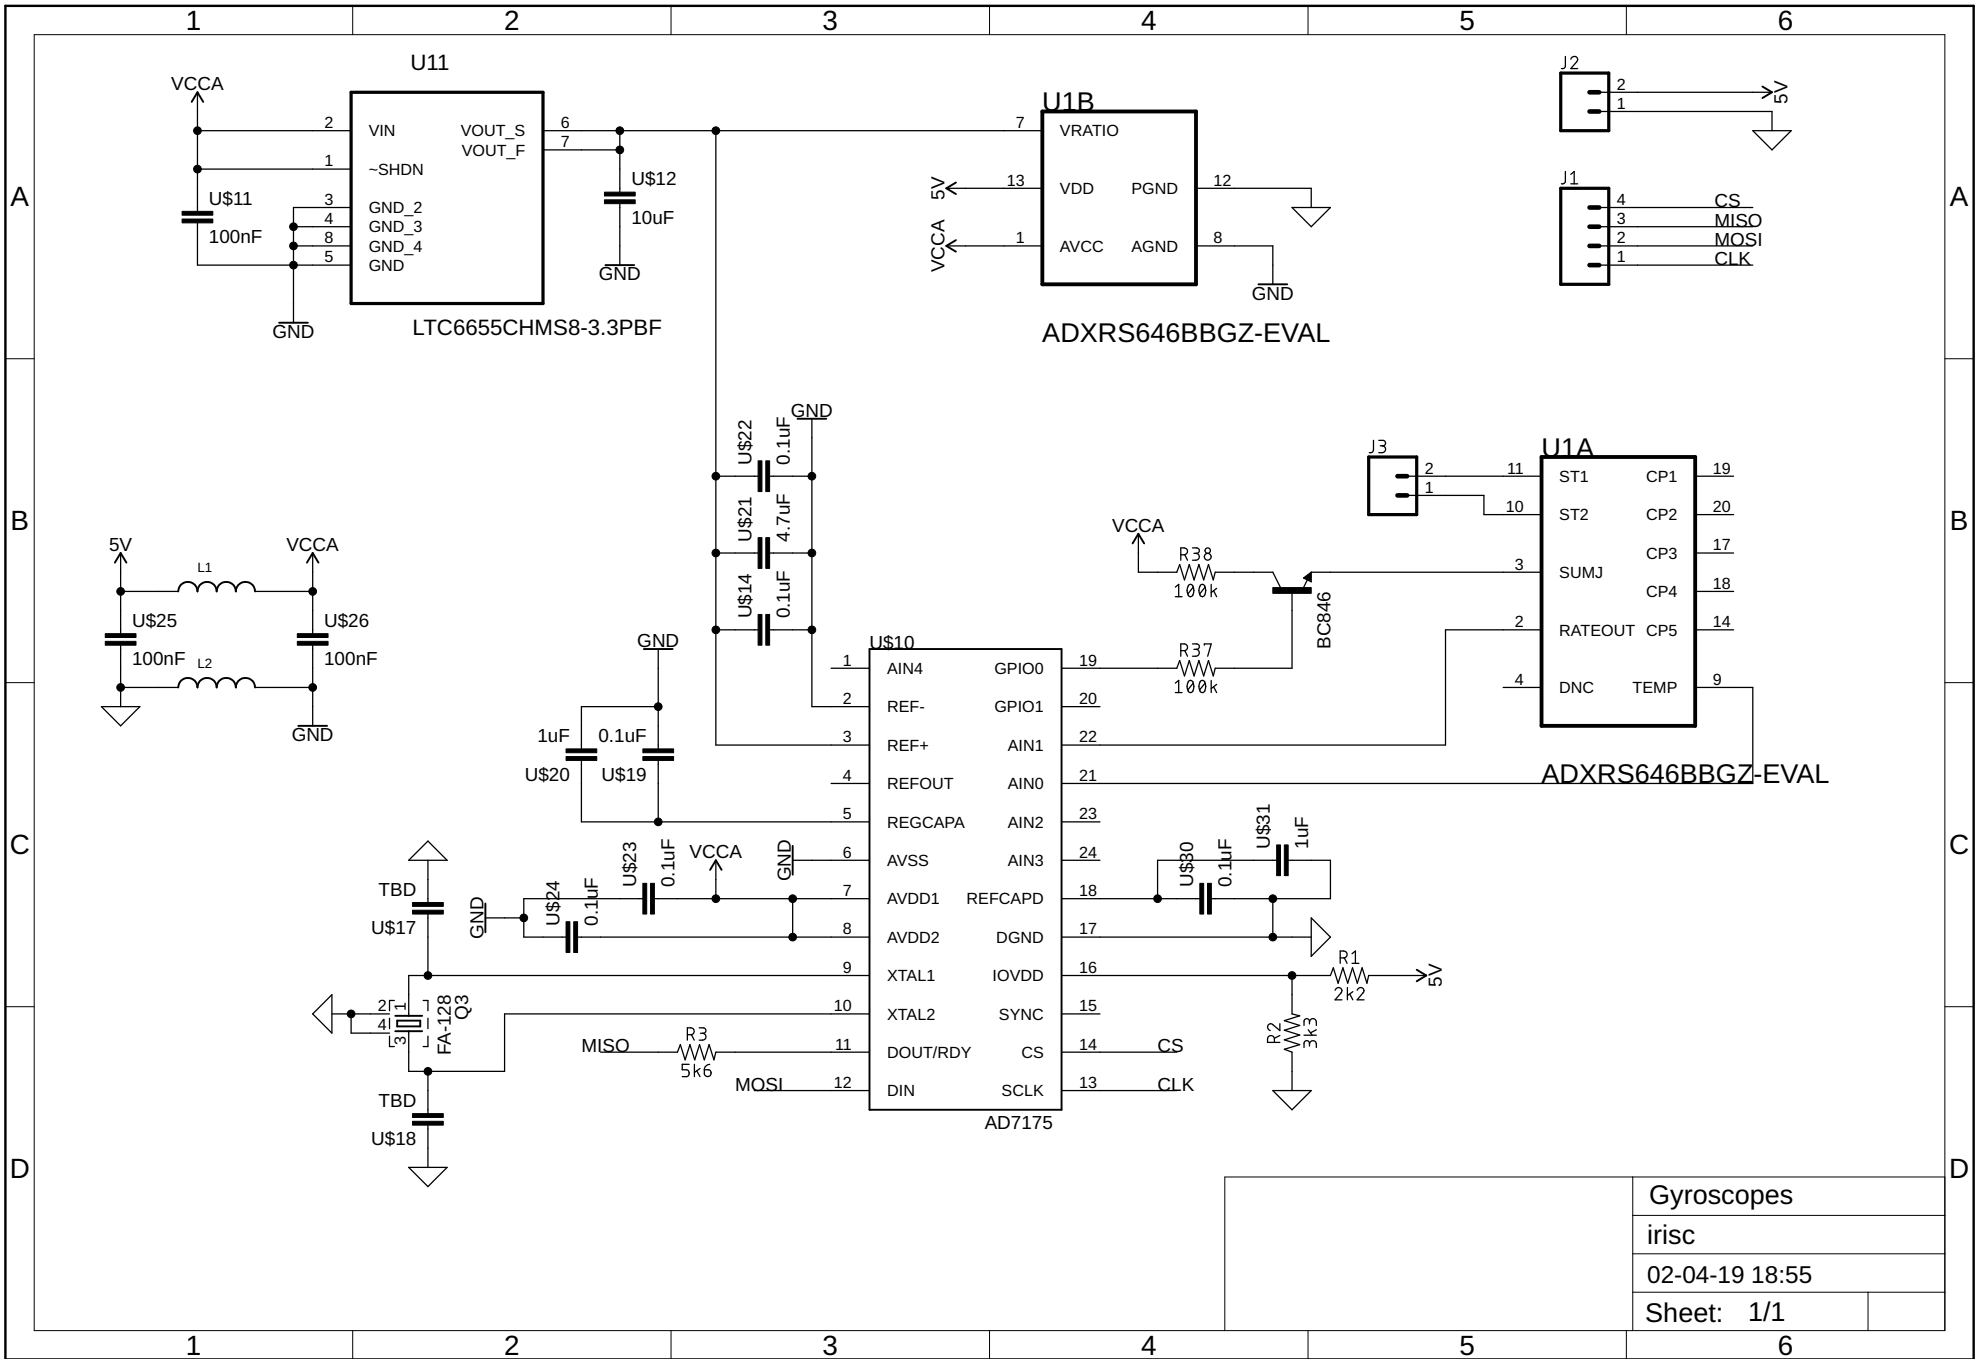 1 2 3 4 5 6
A A
B B
C C
D D
1 2 3 4 5 6
U11
VCCA
2 VIN VOUT_S 6
VOUT_F 7
1 ~SHDN
3 GND_2
4 GND_3
8 GND_4
5 GND
U$11
100nF
GND
U$12
10uF
GND
LTC6655CHMS8-3.3PBF
U1B
7 VRATIO
5V 13 VDD PGND 12
VCCA 1 AVCC AGND 8
GND
ADXRS646BBGZ-EVAL
J2
2
1
5V
J1
4 CS
3 MISO
2 MOSI
1 CLK
GND
U$22
0.1uF
U$21
4.7uF
U$14
0.1uF
J3
2
1
U1A
11 ST1 CP1 19
10 ST2 CP2 20
CP3 17
3 SUMJ
CP4 18
2 RATEOUT CP5 14
4 DNC TEMP 9
ADXRS646BBGZ-EVAL
VCCA
R38
100k
BC846
R37
100k
5V
VCCA
L1
U$25
100nF
U$26
100nF
L2
GND
GND
1uF
U$20
0.1uF
U$19
U$10
1 AIN4 GPIO0 19
2 REF- GPIO1 20
3 REF+ AIN1 22
4 REFOUT AIN0 21
5 REGCAPA AIN2 23
6 AVSS AIN3 24
7 AVDD1 REFCAPD 18
8 AVDD2 DGND 17
9 XTAL1 IOVDD 16
10 XTAL2 SYNC 15
11 DOUT/RDY CS 14
12 DIN SCLK 13
AD7175
GND
VCCA
U$23
0.1uF
U$24
0.1uF
GND
TBD
U$17
2
4
1
3
FA-128
Q3
TBD
U$18
MISO
R3
5k6
MOSI
U$31
1uF
U$30
0.1uF
R1
2k2
5V
R2
3k3
CS
CLK
Gyroscopes
irisc
02-04-19 18:55
Sheet: 1/1